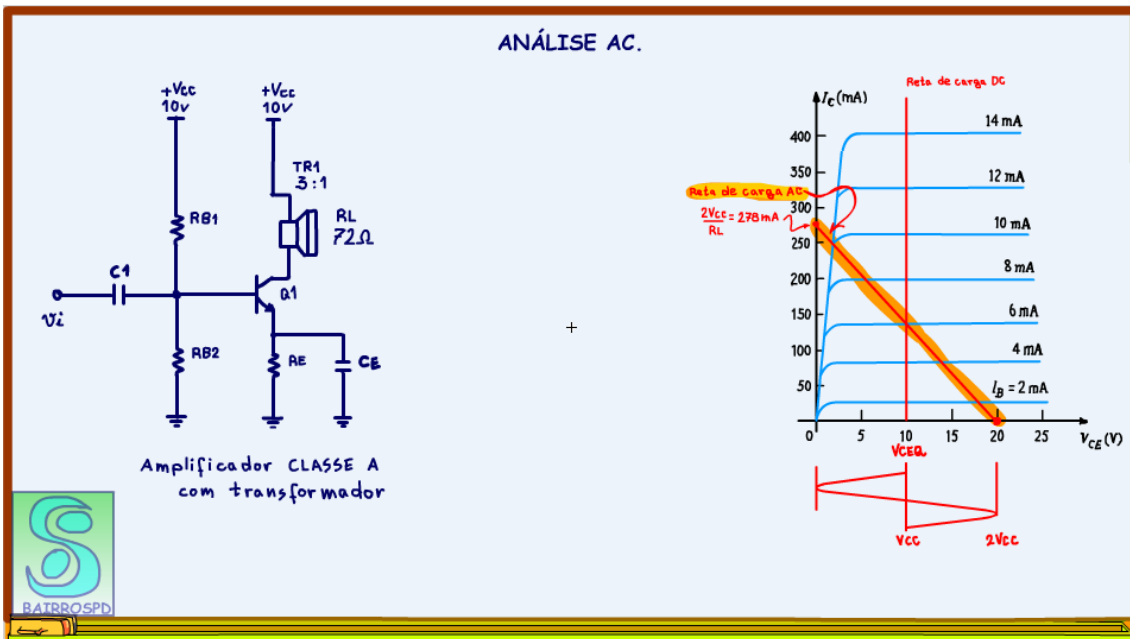 ANÁLISE AC.
+Vcc
10v
+Vcc
10v
TR1
3:1
RB1
RL
72Ω
C1
Q1
vi
RB2
RE
CE
Amplificador CLASSE A
com transformador
BAIRROSPD
Reta de carga DC
IC (mA)
14 mA
400
350
12 mA
300
Reta de carga AC
2Vcc/RL = 278 mA
10 mA
250
8 mA
200
150
6 mA
100
4 mA
50
IB = 2 mA
0 5 10 15 20 25 VCE (V)
VCEQ
VCC 2VCC